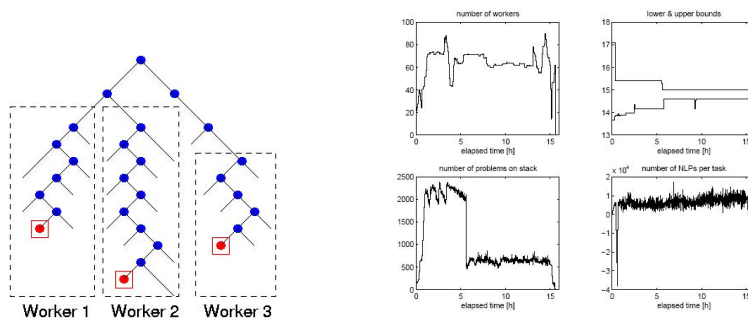 Worker 1 Worker 2 Worker 3
number of workers
100
80
60
40
20
0
0 5 10 15
elapsed time [h]
lower & upper bounds
18
17
16
15
14
13
0 5 10 15
elapsed time [h]
number of problems on stack
2500
2000
1500
1000
500
0
0 5 10 15
elapsed time [h]
x 10⁴ number of NLPs per task
2
1
0
-1
-2
-3
-4
0 5 10 15
elapsed time [h]